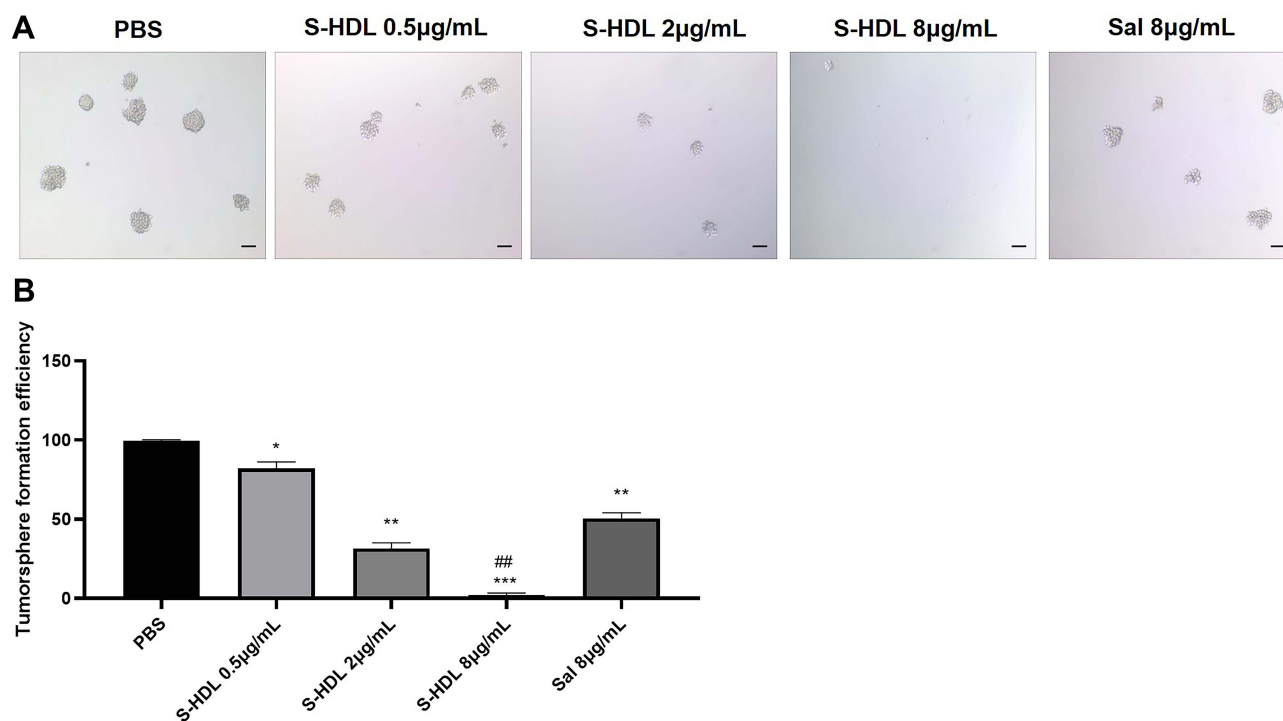 A
PBS
S-HDL 0.5µg/mL
S-HDL 2µg/mL
S-HDL 8µg/mL
Sal 8µg/mL
B
Tumorsphere formation efficiency
150
100
50
0
*
**
##
***
**
PBS
S-HDL 0.5µg/mL
S-HDL 2µg/mL
S-HDL 8µg/mL
Sal 8µg/mL